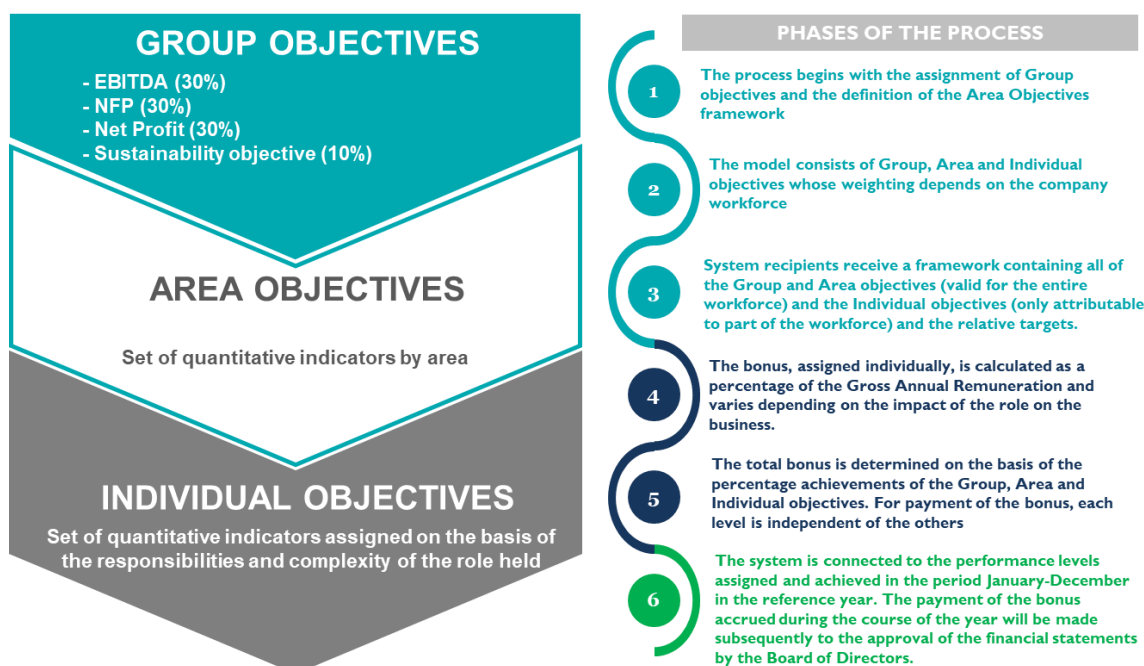 GROUP OBJECTIVES
- EBITDA (30%)
- NFP (30%)
- Net Profit (30%)
- Sustainability objective (10%)
AREA OBJECTIVES
Set of quantitative indicators by area
INDIVIDUAL OBJECTIVES
Set of quantitative indicators assigned on the basis of
the responsibilities and complexity of the role held
PHASES OF THE PROCESS
1
The process begins with the assignment of Group
objectives and the definition of the Area Objectives
framework
2
The model consists of Group, Area and Individual
objectives whose weighting depends on the company
workforce
3
System recipients receive a framework containing all of
the Group and Area objectives (valid for the entire
workforce) and the Individual objectives (only attributable
to part of the workforce) and the relative targets.
4
The bonus, assigned individually, is calculated as a
percentage of the Gross Annual Remuneration and
varies depending on the impact of the role on the
business.
5
The total bonus is determined on the basis of the
percentage achievements of the Group, Area and
Individual objectives. For payment of the bonus, each
level is independent of the others
6
The system is connected to the performance levels
assigned and achieved in the period January-December
in the reference year. The payment of the bonus
accrued during the course of the year will be made
subsequently to the approval of the financial statements
by the Board of Directors.